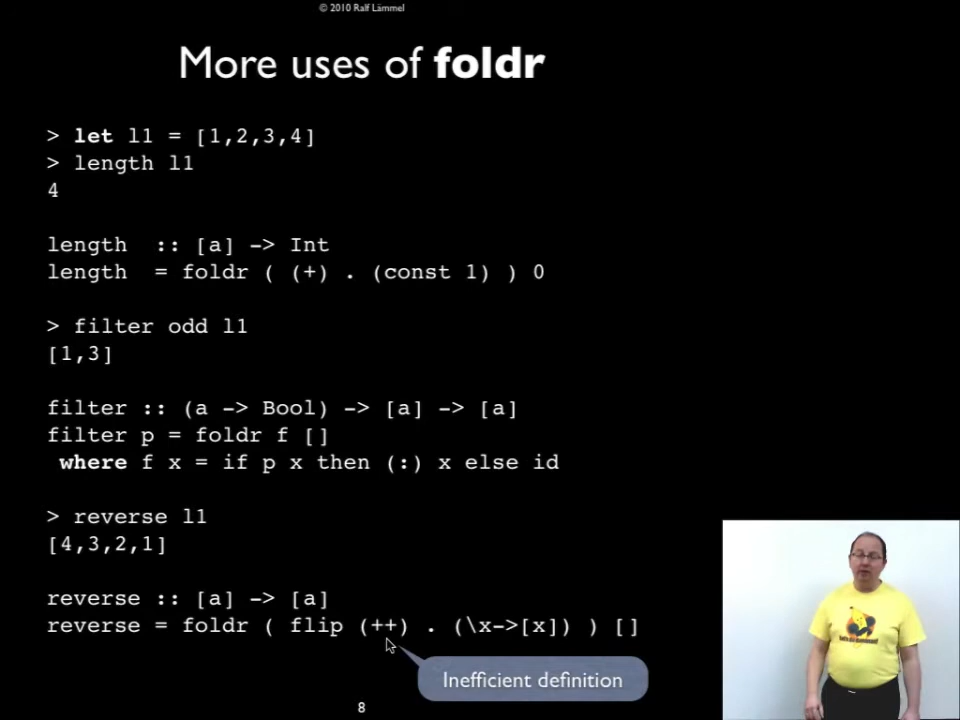 © 2010 Ralf Lämmel
More uses of foldr
> let l1 = [1,2,3,4]
> length l1
4
length  :: [a] -> Int
length  = foldr ( (+) . (const 1) ) 0
> filter odd l1
[1,3]
filter :: (a -> Bool) -> [a] -> [a]
filter p = foldr f []
where f x = if p x then (:) x else id
> reverse l1
[4,3,2,1]
reverse :: [a] -> [a]
reverse = foldr ( flip (++) . (\x->[x]) ) []
Inefficient definition
8